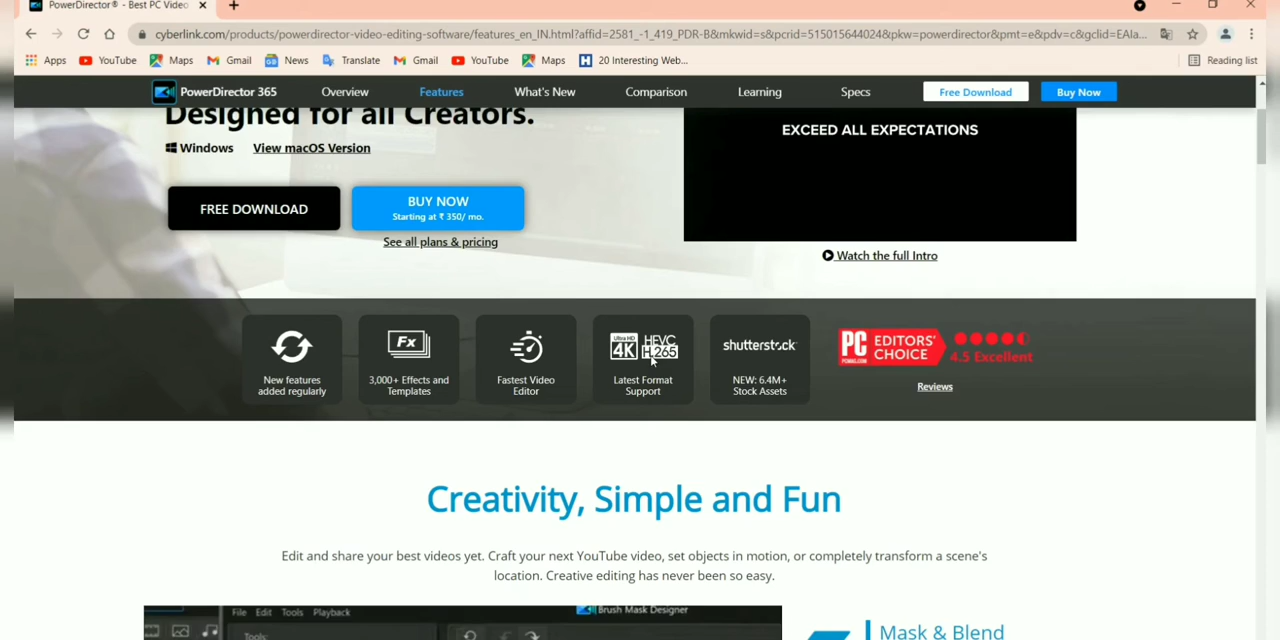 PowerDirector® - Best PC Video
cyberlink.com/products/powerdirector-video-editing-software/features_en_IN.html?affid=2581_-1_419_PDR-B&mkwid=s&pcrid=515015644024&pkw=powerdirector&pmt=e&pdv=c&gclid=EAIa...
Apps YouTube Maps Gmail News Translate Gmail YouTube Maps 20 Interesting Web... Reading list
PowerDirector 365 Overview Features What's New Comparison Learning Specs Free Download Buy Now
Designed for all Creators.
EXCEED ALL EXPECTATIONS
Windows View macOS Version
FREE DOWNLOAD
BUY NOW
Starting at ₹ 350/ mo.
See all plans & pricing
Watch the full Intro
New features
added regularly
Fx
3,000+ Effects and
Templates
Fastest Video
Editor
Ultra HD
4K
HEVC
H.265
Latest Format
Support
shutterstock
NEW: 6.4M+
Stock Assets
PC
PCMAG.COM
EDITORS'
CHOICE
4.5 Excellent
Reviews
Creativity, Simple and Fun
Edit and share your best videos yet. Craft your next YouTube video, set objects in motion, or completely transform a scene's
location. Creative editing has never been so easy.
File Edit Tools Playback
Brush Mask Designer
Tools:
Mask & Blend